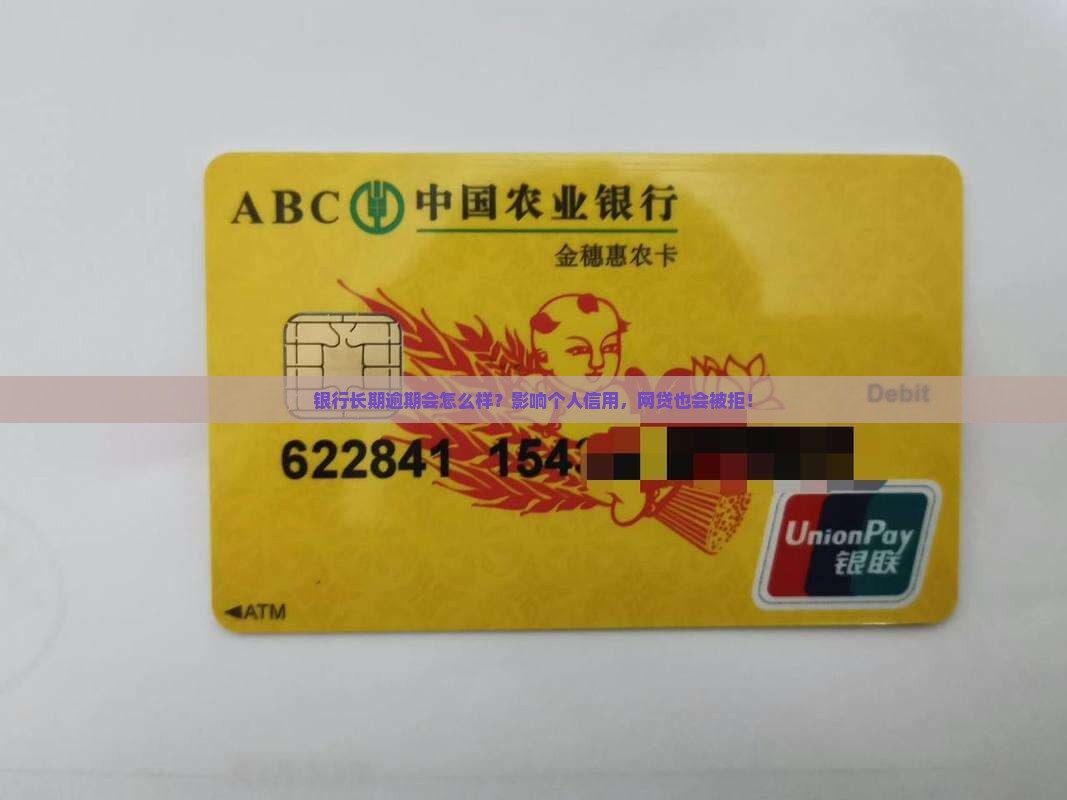 ABC 中国农业银行
金穗惠农卡
银行长期逾期会怎么样？影响个人信用，网贷也会被拒！
Debit
622841 1543
UnionPay
银联
◀ATM